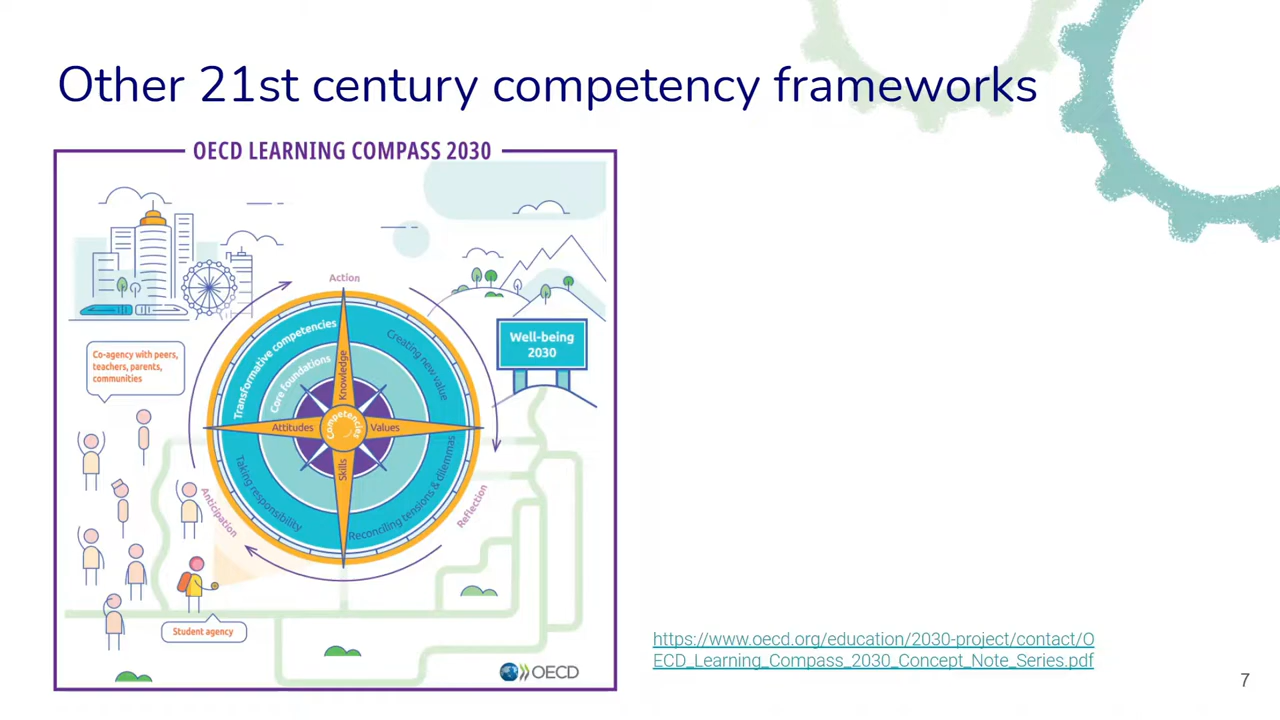 Other 21st century competency frameworks
OECD LEARNING COMPASS 2030
Action
Transformative competencies
Creating new value
Core foundations
Knowledge
Well-being
2030
Co-agency with peers,
teachers, parents,
communities
Attitudes
Competencies
Values
Skills
Taking responsibility
Reconciling tensions & dilemmas
Anticipation
Reflection
Student agency
OECD
https://www.oecd.org/education/2030-project/contact/O
ECD_Learning_Compass_2030_Concept_Note_Series.pdf
7